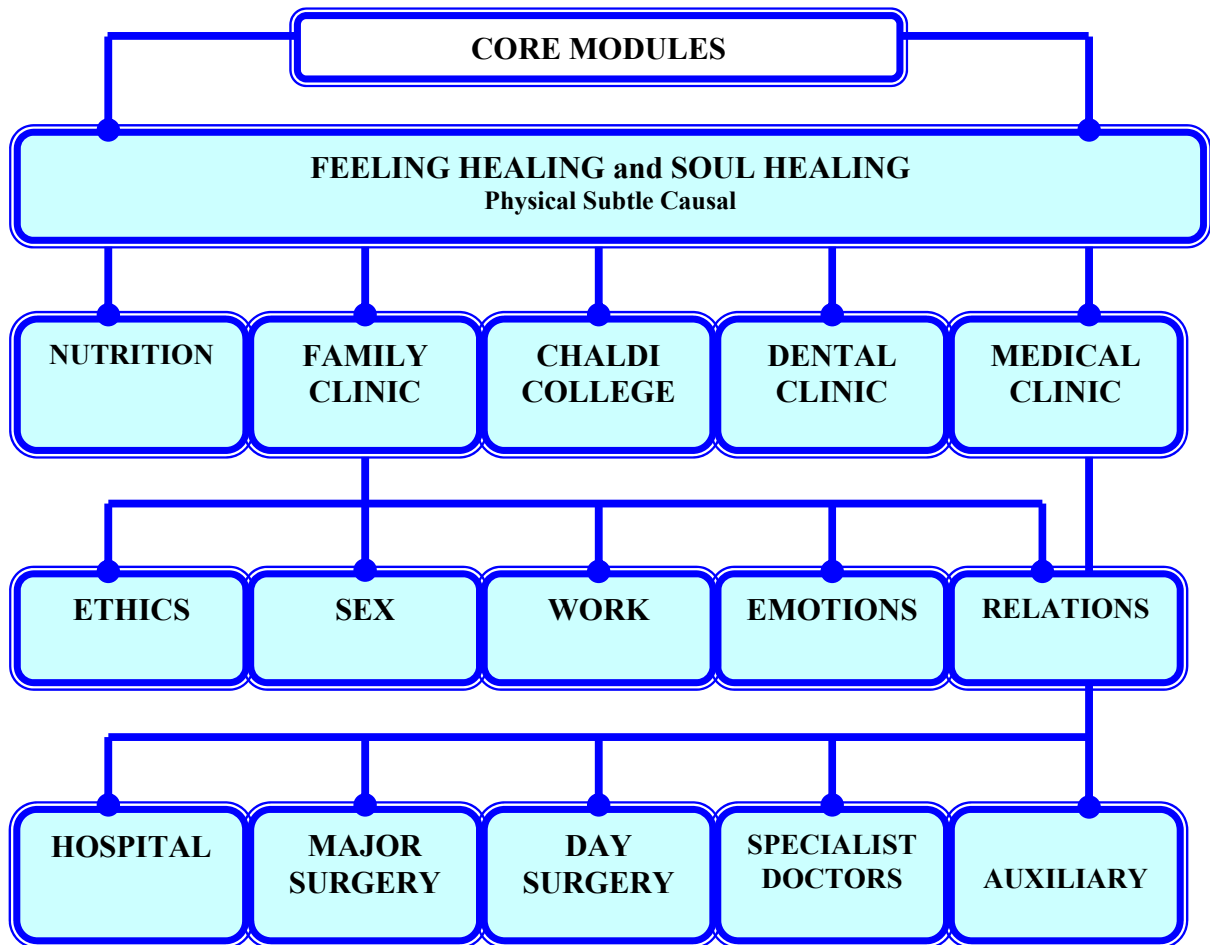 CORE MODULES
FEELING HEALING and SOUL HEALING
Physical Subtle Causal
NUTRITION
FAMILY
CLINIC
CHALDI
COLLEGE
DENTAL
CLINIC
MEDICAL
CLINIC
ETHICS
SEX
WORK
EMOTIONS
RELATIONS
HOSPITAL
MAJOR
SURGERY
DAY
SURGERY
SPECIALIST
DOCTORS
AUXILIARY